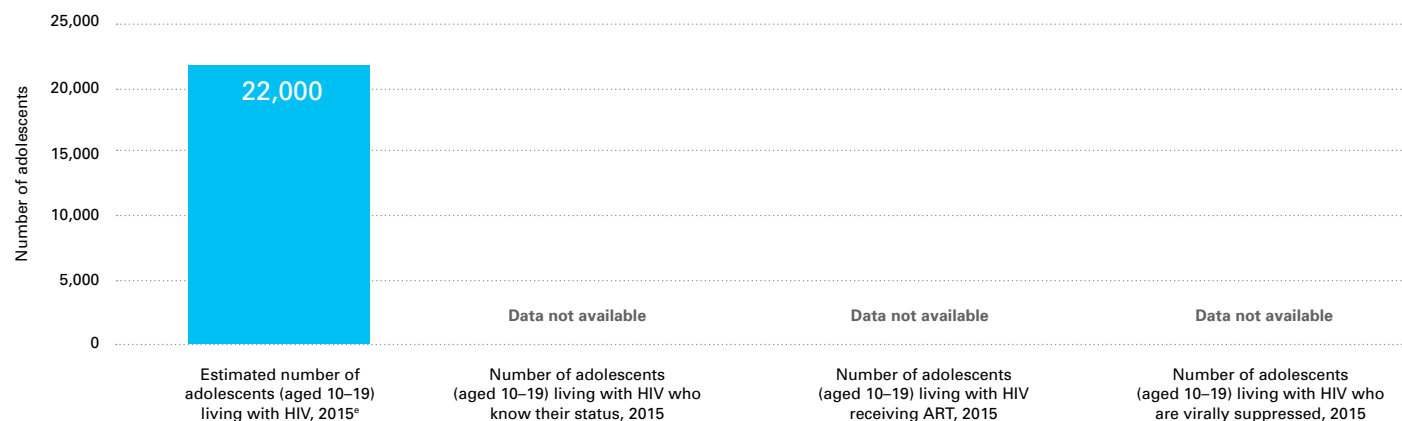 25,000
20,000
15,000
10,000
5,000
0
Number of adolescents
22,000
Data not available
Data not available
Data not available
Estimated number of
adolescents (aged 10–19)
living with HIV, 2015ᵉ
Number of adolescents
(aged 10–19) living with HIV who
know their status, 2015
Number of adolescents
(aged 10–19) living with HIV
receiving ART, 2015
Number of adolescents
(aged 10–19) living with HIV who
are virally suppressed, 2015